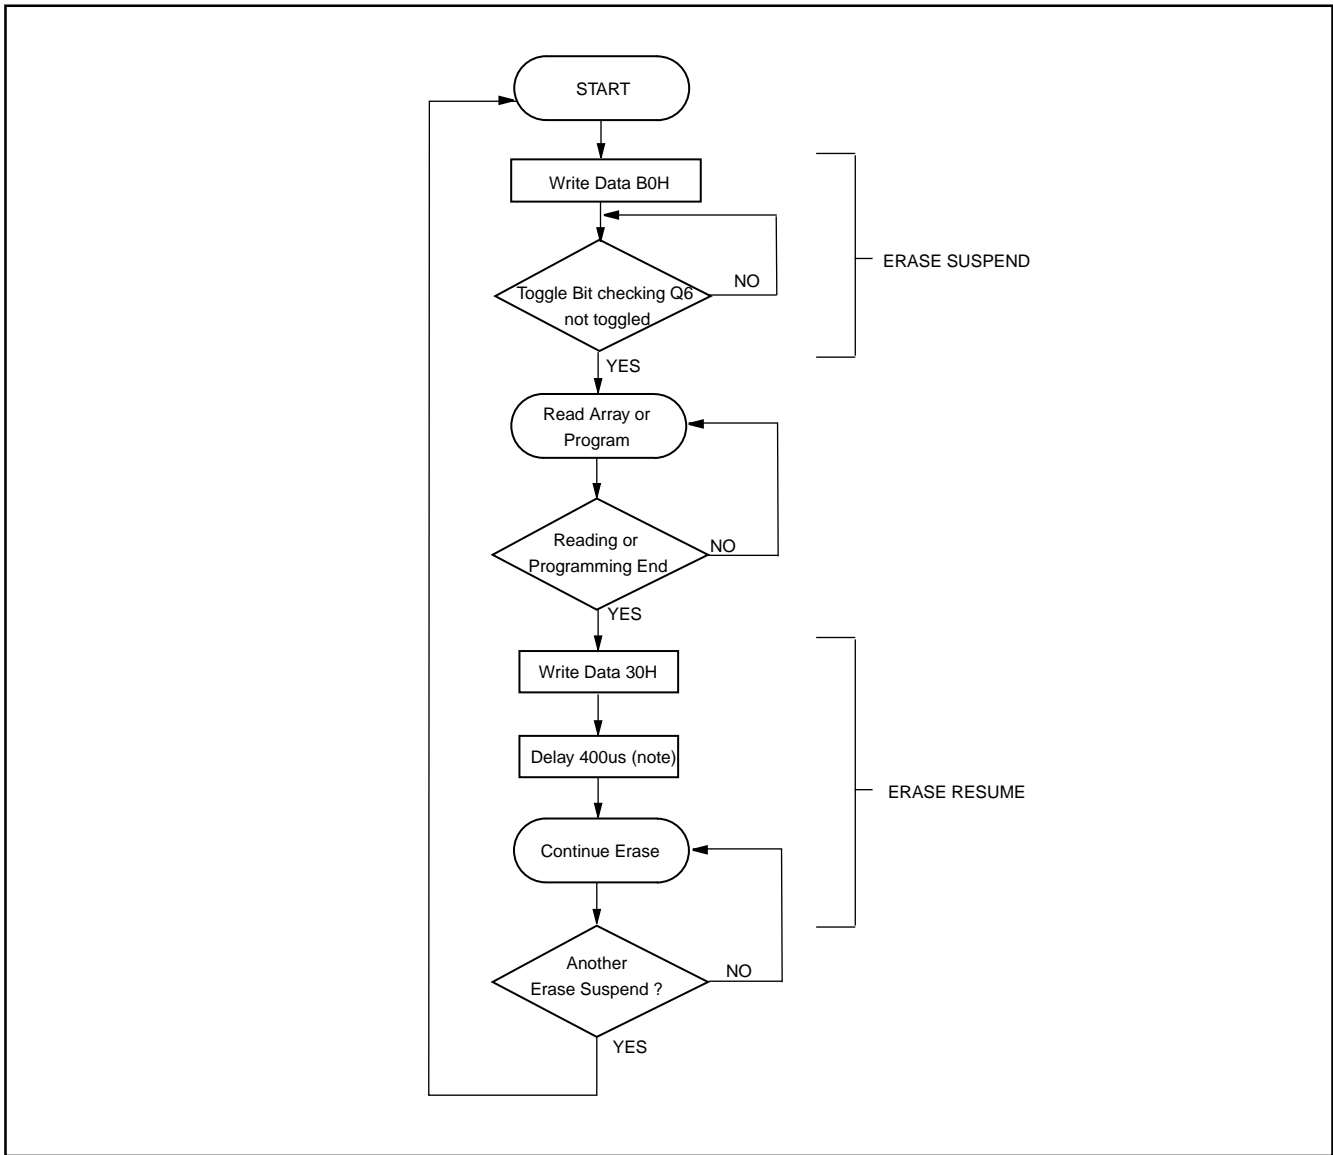 START
Write Data B0H
ERASE SUSPEND
NO
Toggle Bit checking Q6
not toggled
YES
Read Array or
Program
Reading or
NO
Programming End
YES
Write Data 30H
Delay 400us (note)
ERASE RESUME
Continue Erase
Another
NO
Erase Suspend ?
YES